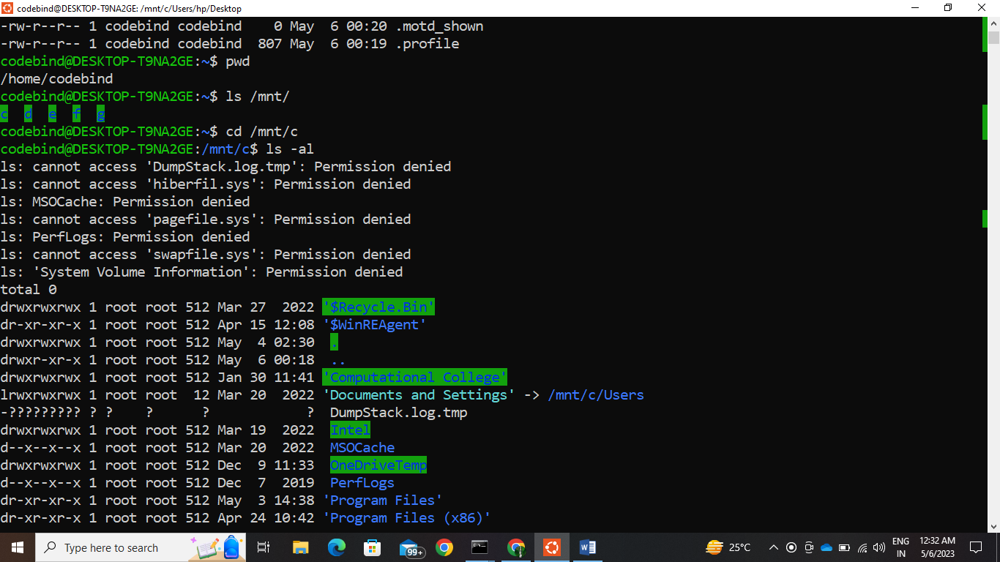 codebind@DESKTOP-T9NA2GE: /mnt/c/Users/hp/Desktop
-rw-r--r-- 1 codebind codebind    0 May  6 00:20 .motd_shown
-rw-r--r-- 1 codebind codebind  807 May  6 00:19 .profile
codebind@DESKTOP-T9NA2GE:~$ pwd
/home/codebind
codebind@DESKTOP-T9NA2GE:~$ ls /mnt/
c  d  e  f  g
codebind@DESKTOP-T9NA2GE:~$ cd /mnt/c
codebind@DESKTOP-T9NA2GE:/mnt/c$ ls -al
ls: cannot access 'DumpStack.log.tmp': Permission denied
ls: cannot access 'hiberfil.sys': Permission denied
ls: MSOCache: Permission denied
ls: cannot access 'pagefile.sys': Permission denied
ls: PerfLogs: Permission denied
ls: cannot access 'swapfile.sys': Permission denied
ls: 'System Volume Information': Permission denied
total 0
drwxrwxrwx 1 root root 512 Mar 27  2022 '$Recycle.Bin'
dr-xr-xr-x 1 root root 512 Apr 15 12:08 '$WinREAgent'
drwxrwxrwx 1 root root 512 May  4 02:30  .
drwxr-xr-x 1 root root 512 May  6 00:18  ..
drwxrwxrwx 1 root root 512 Jan 30 11:41 'Computational College'
lrwxrwxrwx 1 root root  12 Mar 20  2022 'Documents and Settings' -> /mnt/c/Users
-????????? ? ?    ?      ?            ?  DumpStack.log.tmp
drwxrwxrwx 1 root root 512 Mar 19  2022  Intel
d--x--x--x 1 root root 512 Mar 20  2022  MSOCache
drwxrwxrwx 1 root root 512 Dec  9 11:33  OneDriveTemp
d--x--x--x 1 root root 512 Dec  7  2019  PerfLogs
dr-xr-xr-x 1 root root 512 May  3 14:38 'Program Files'
dr-xr-xr-x 1 root root 512 Apr 24 10:42 'Program Files (x86)'
Type here to search
99+
25°C
ENG
IN
12:32 AM
5/6/2023